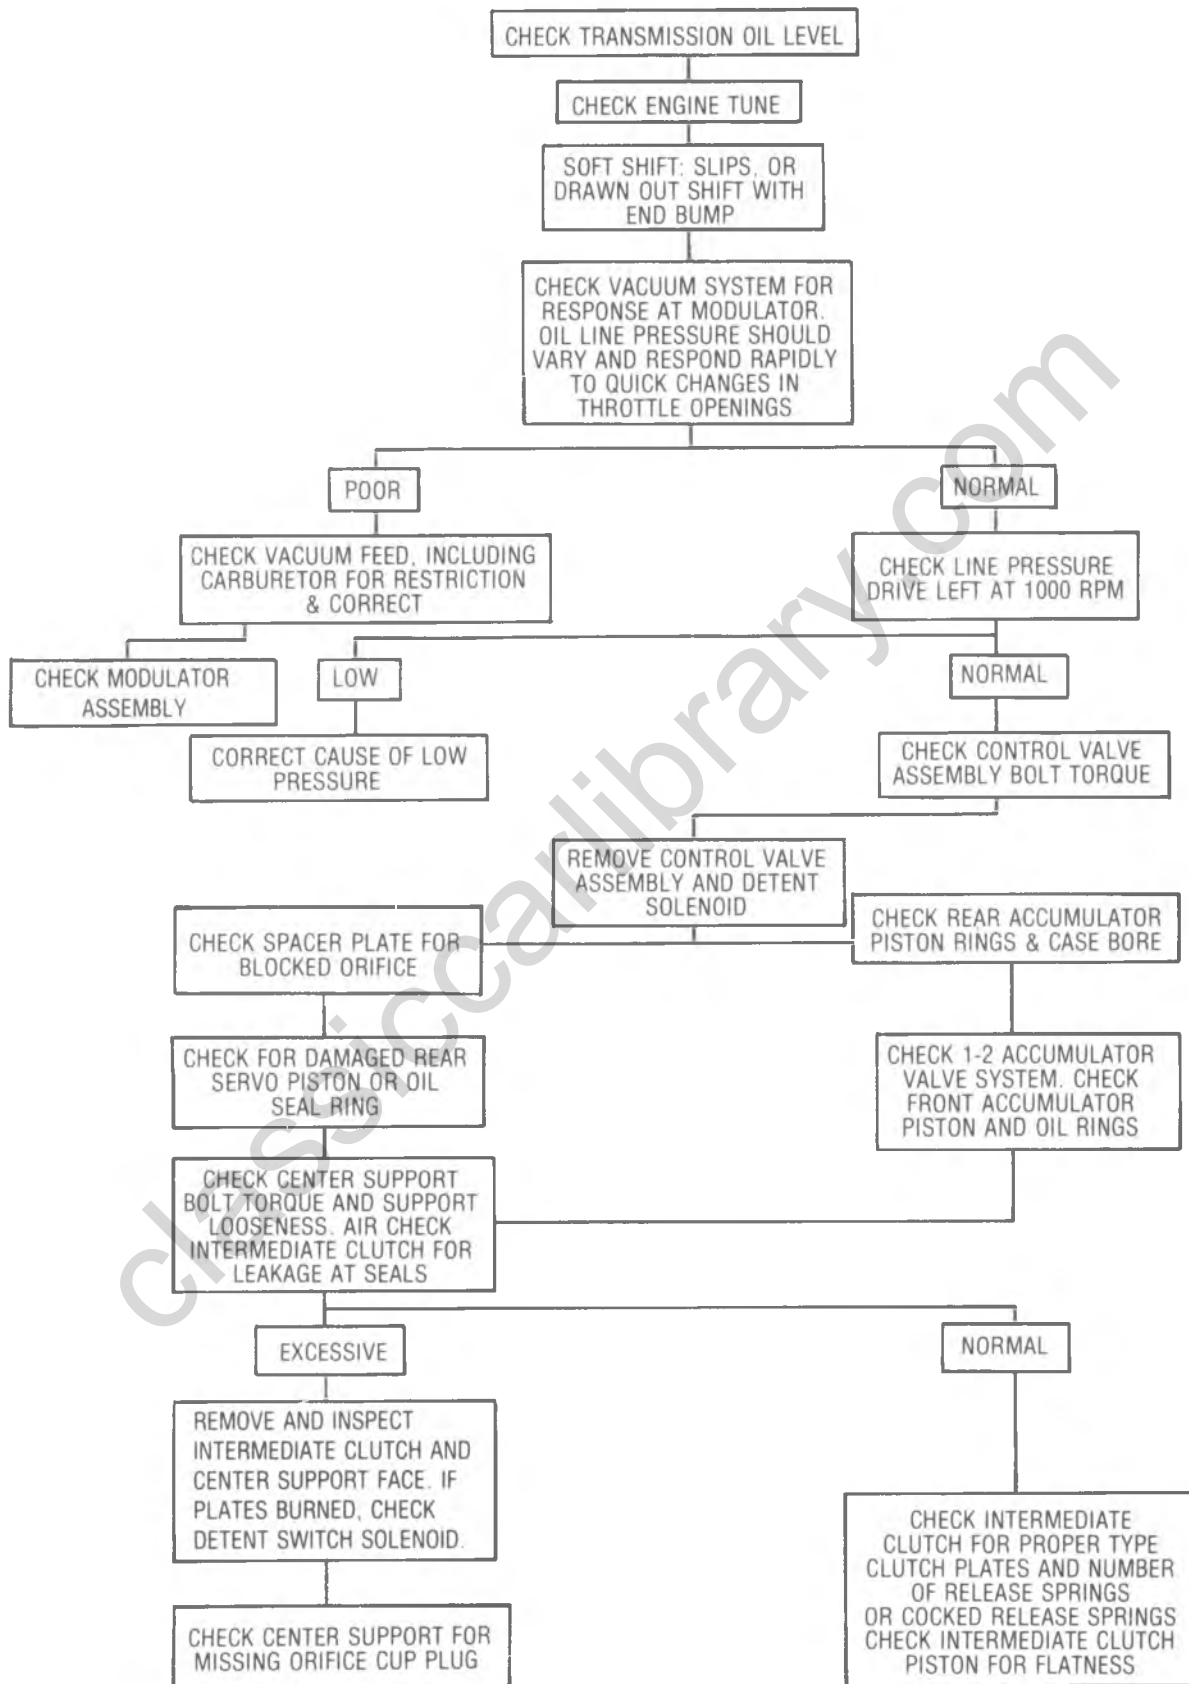 CHECK TRANSMISSION OIL LEVEL
CHECK ENGINE TUNE
SOFT SHIFT: SLIPS, OR
DRAWN OUT SHIFT WITH
END BUMP
CHECK VACUUM SYSTEM FOR
RESPONSE AT MODULATOR.
OIL LINE PRESSURE SHOULD
VARY AND RESPOND RAPIDLY
TO QUICK CHANGES IN
THROTTLE OPENINGS
POOR
NORMAL
CHECK VACUUM FEED, INCLUDING
CARBURETOR FOR RESTRICTION
& CORRECT
CHECK LINE PRESSURE
DRIVE LEFT AT 1000 RPM
CHECK MODULATOR
ASSEMBLY
LOW
NORMAL
CORRECT CAUSE OF LOW
PRESSURE
CHECK CONTROL VALVE
ASSEMBLY BOLT TORQUE
REMOVE CONTROL VALVE
ASSEMBLY AND DETENT
SOLENOID
CHECK SPACER PLATE FOR
BLOCKED ORIFICE
CHECK REAR ACCUMULATOR
PISTON RINGS & CASE BORE
CHECK FOR DAMAGED REAR
SERVO PISTON OR OIL
SEAL RING
CHECK 1-2 ACCUMULATOR
VALVE SYSTEM. CHECK
FRONT ACCUMULATOR
PISTON AND OIL RINGS
CHECK CENTER SUPPORT
BOLT TORQUE AND SUPPORT
LOOSENESS. AIR CHECK
INTERMEDIATE CLUTCH FOR
LEAKAGE AT SEALS
EXCESSIVE
NORMAL
REMOVE AND INSPECT
INTERMEDIATE CLUTCH AND
CENTER SUPPORT FACE. IF
PLATES BURNED, CHECK
DETENT SWITCH SOLENOID.
CHECK INTERMEDIATE
CLUTCH FOR PROPER TYPE
CLUTCH PLATES AND NUMBER
OF RELEASE SPRINGS
OR COCKED RELEASE SPRINGS
CHECK INTERMEDIATE CLUTCH
PISTON FOR FLATNESS
CHECK CENTER SUPPORT FOR
MISSING ORIFICE CUP PLUG
classiccarlibrary.com